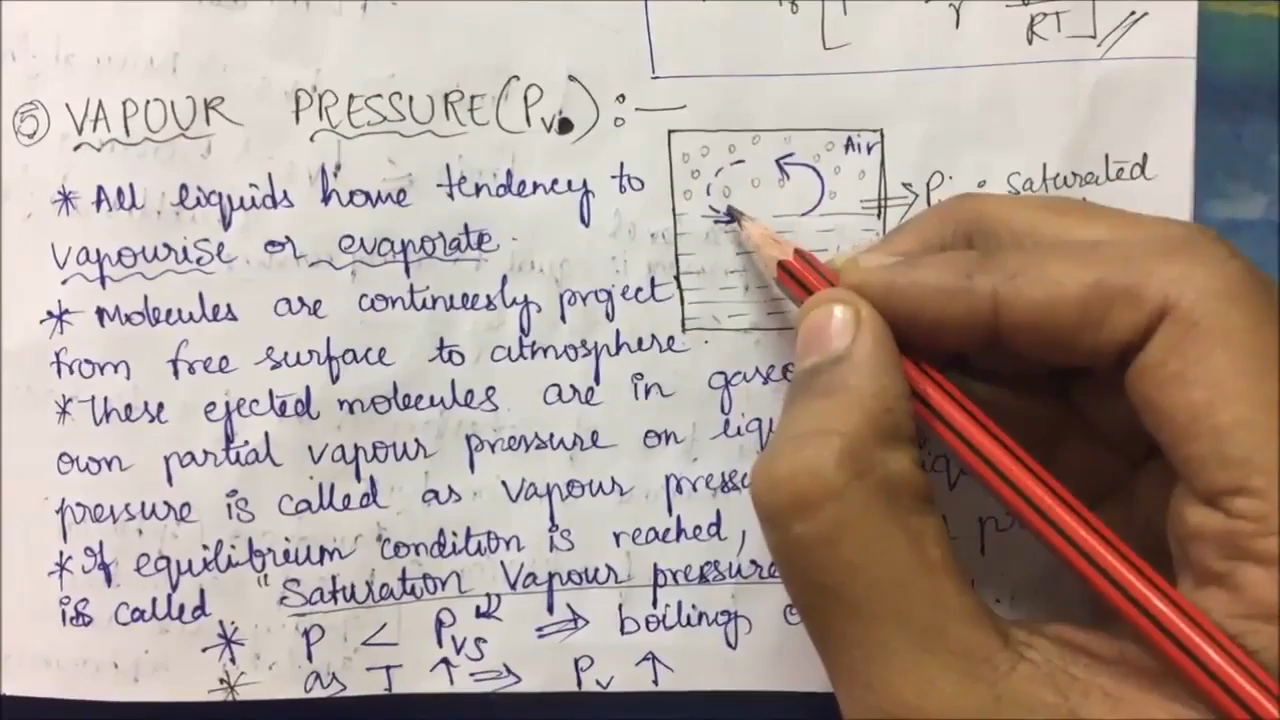 r
RT
⑤ VAPOUR PRESSURE (Pv) :—
Air
saturated
* All liquids home tendency to
vapourise or evaporate.
* Molecules are continuesly project
from free surface to atmosphere.
* These ejected molecules are in
own partial vapour pressure on
pressure is called as vapour
* If equilibrium condition is reached,
is called "Saturation Vapour pressure
* P < Pvs ⇒ boiling
* as T ↑ ⇒ Pv ↑